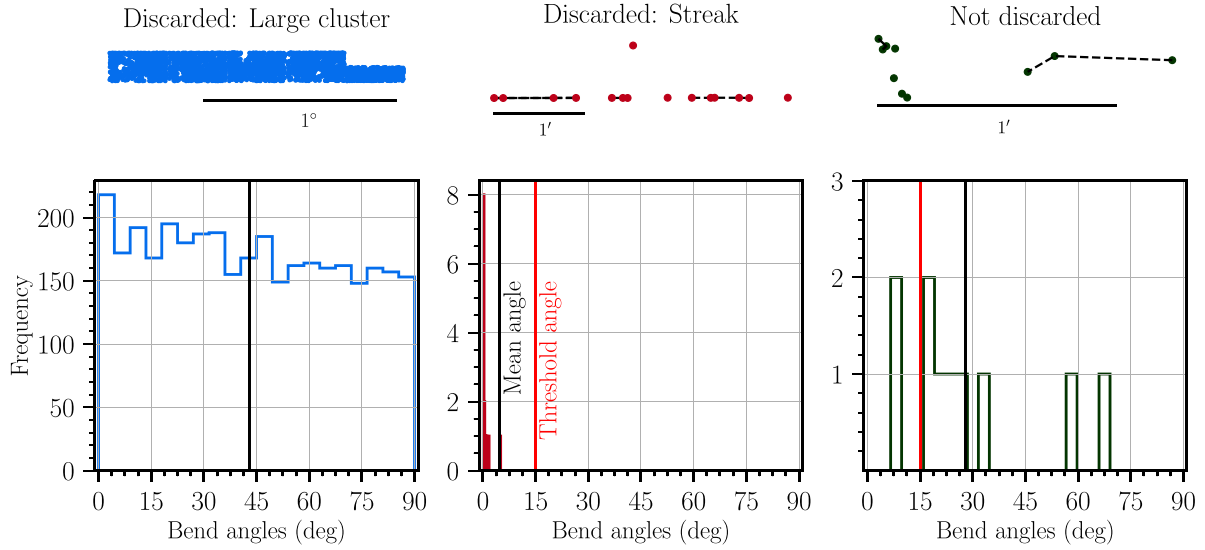 Discarded: Large cluster
Discarded: Streak
Not discarded
1°
1′
1′
Frequency
200
150
100
50
0
0 15 30 45 60 75 90
Bend angles (deg)
8
6
4
2
0
Mean angle
Threshold angle
0 15 30 45 60 75 90
Bend angles (deg)
3
2
1
0 15 30 45 60 75 90
Bend angles (deg)